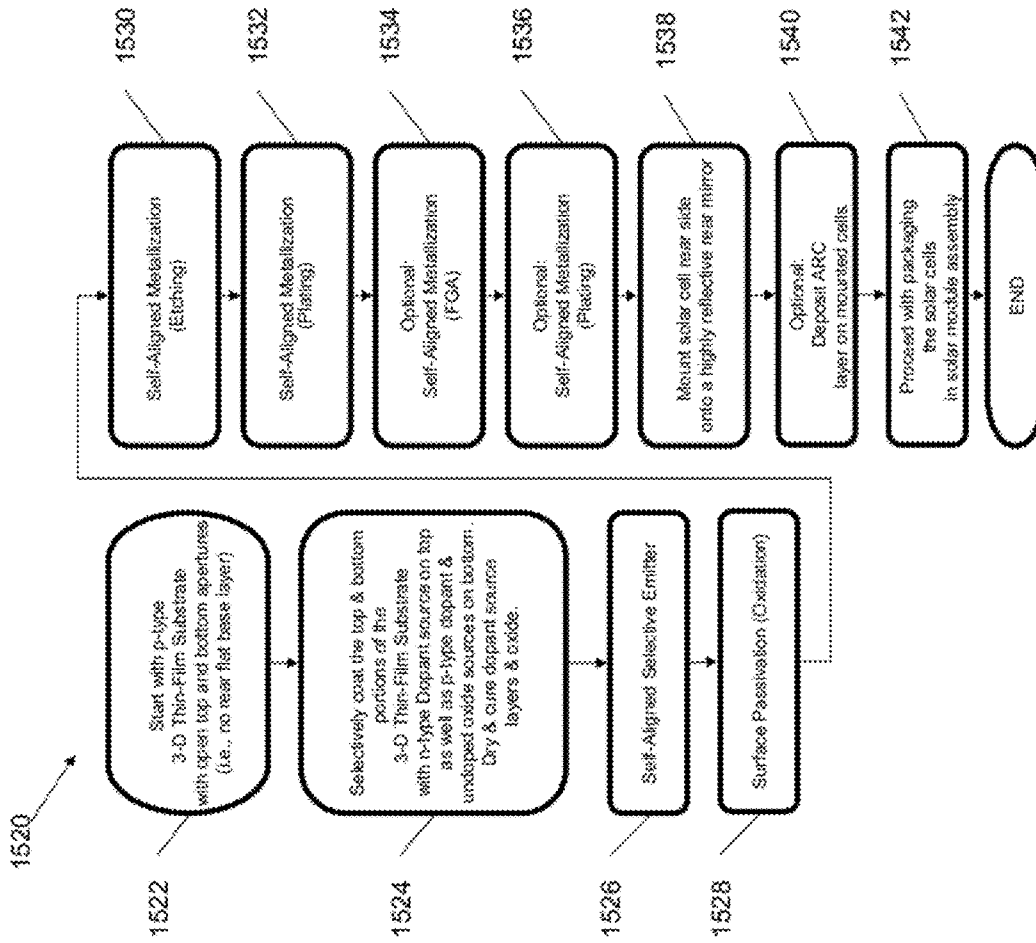 1520
1522
Start with p-type
3-D Thin-Film Substrate
with open top and bottom apertures
(i.e., no rear flat base layer)
1524
Selectively coat the top & bottom
portions of the
3-D Thin-Film Substrate
with n-type Dopant source on top
as well as p-type dopant &
undoped oxide sources on bottom.
Dry & cure dopant source
layers & oxide.
1526
Self-Aligned Selective Emitter
1528
Surface Passivation (Oxidation)
1530
Self-Aligned Metallization
(Etching)
1532
Self-Aligned Metallization
(Plating)
1534
Optional:
Self-Aligned Metallization
(FGA)
1536
Optional:
Self-Aligned Metallization
(Plating)
1538
Mount solar cell rear side
onto a highly reflective rear mirror
1540
Optional:
Deposit ARC
layer on mounted cells
1542
Proceed with packaging
the solar cells
in solar module assembly
END